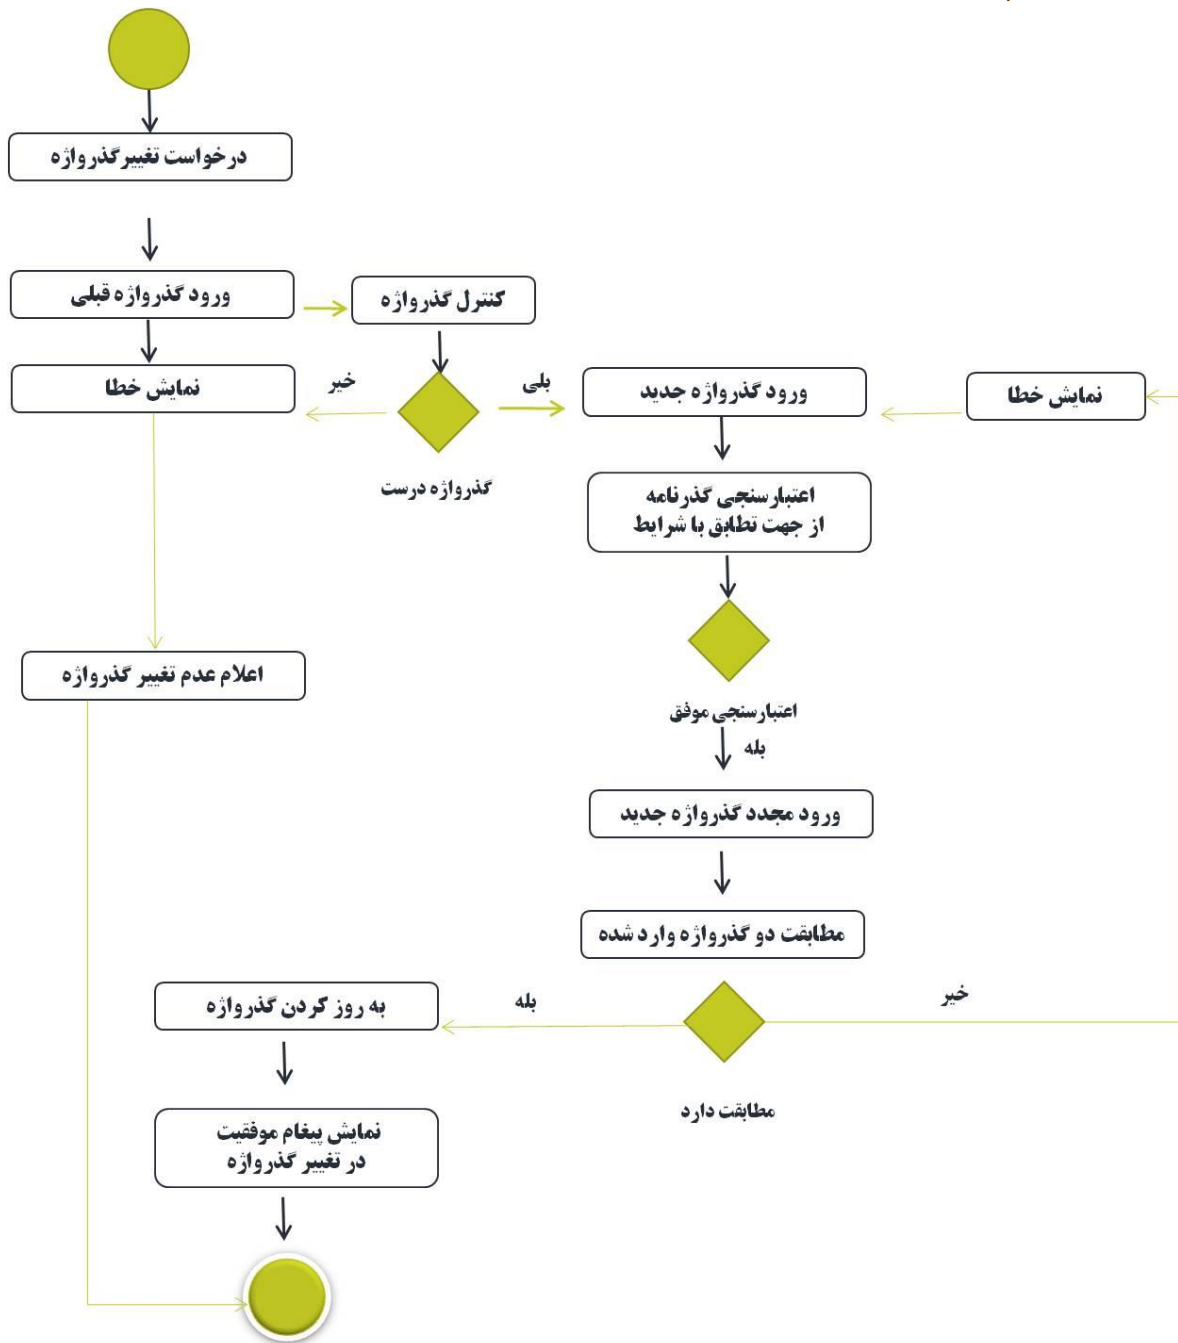 درخواست تغییرگذرواژه
ورود گذرواژه قبلی
کنترل گذرواژه
نمایش خطا
خیر
بلی
ورود گذرواژه جدید
نمایش خطا
گذرواژه درست
اعتبارسنجی گذرنامه
از جهت تطابق با شرایط
اعلام عدم تغییر گذرواژه
اعتبارسنجی موفق
بله
ورود مجدد گذرواژه جدید
مطابقت دو گذرواژه وارد شده
به روز کردن گذرواژه
بله
خیر
مطابقت دارد
نمایش پیغام موفقیت
در تغییر گذرواژه